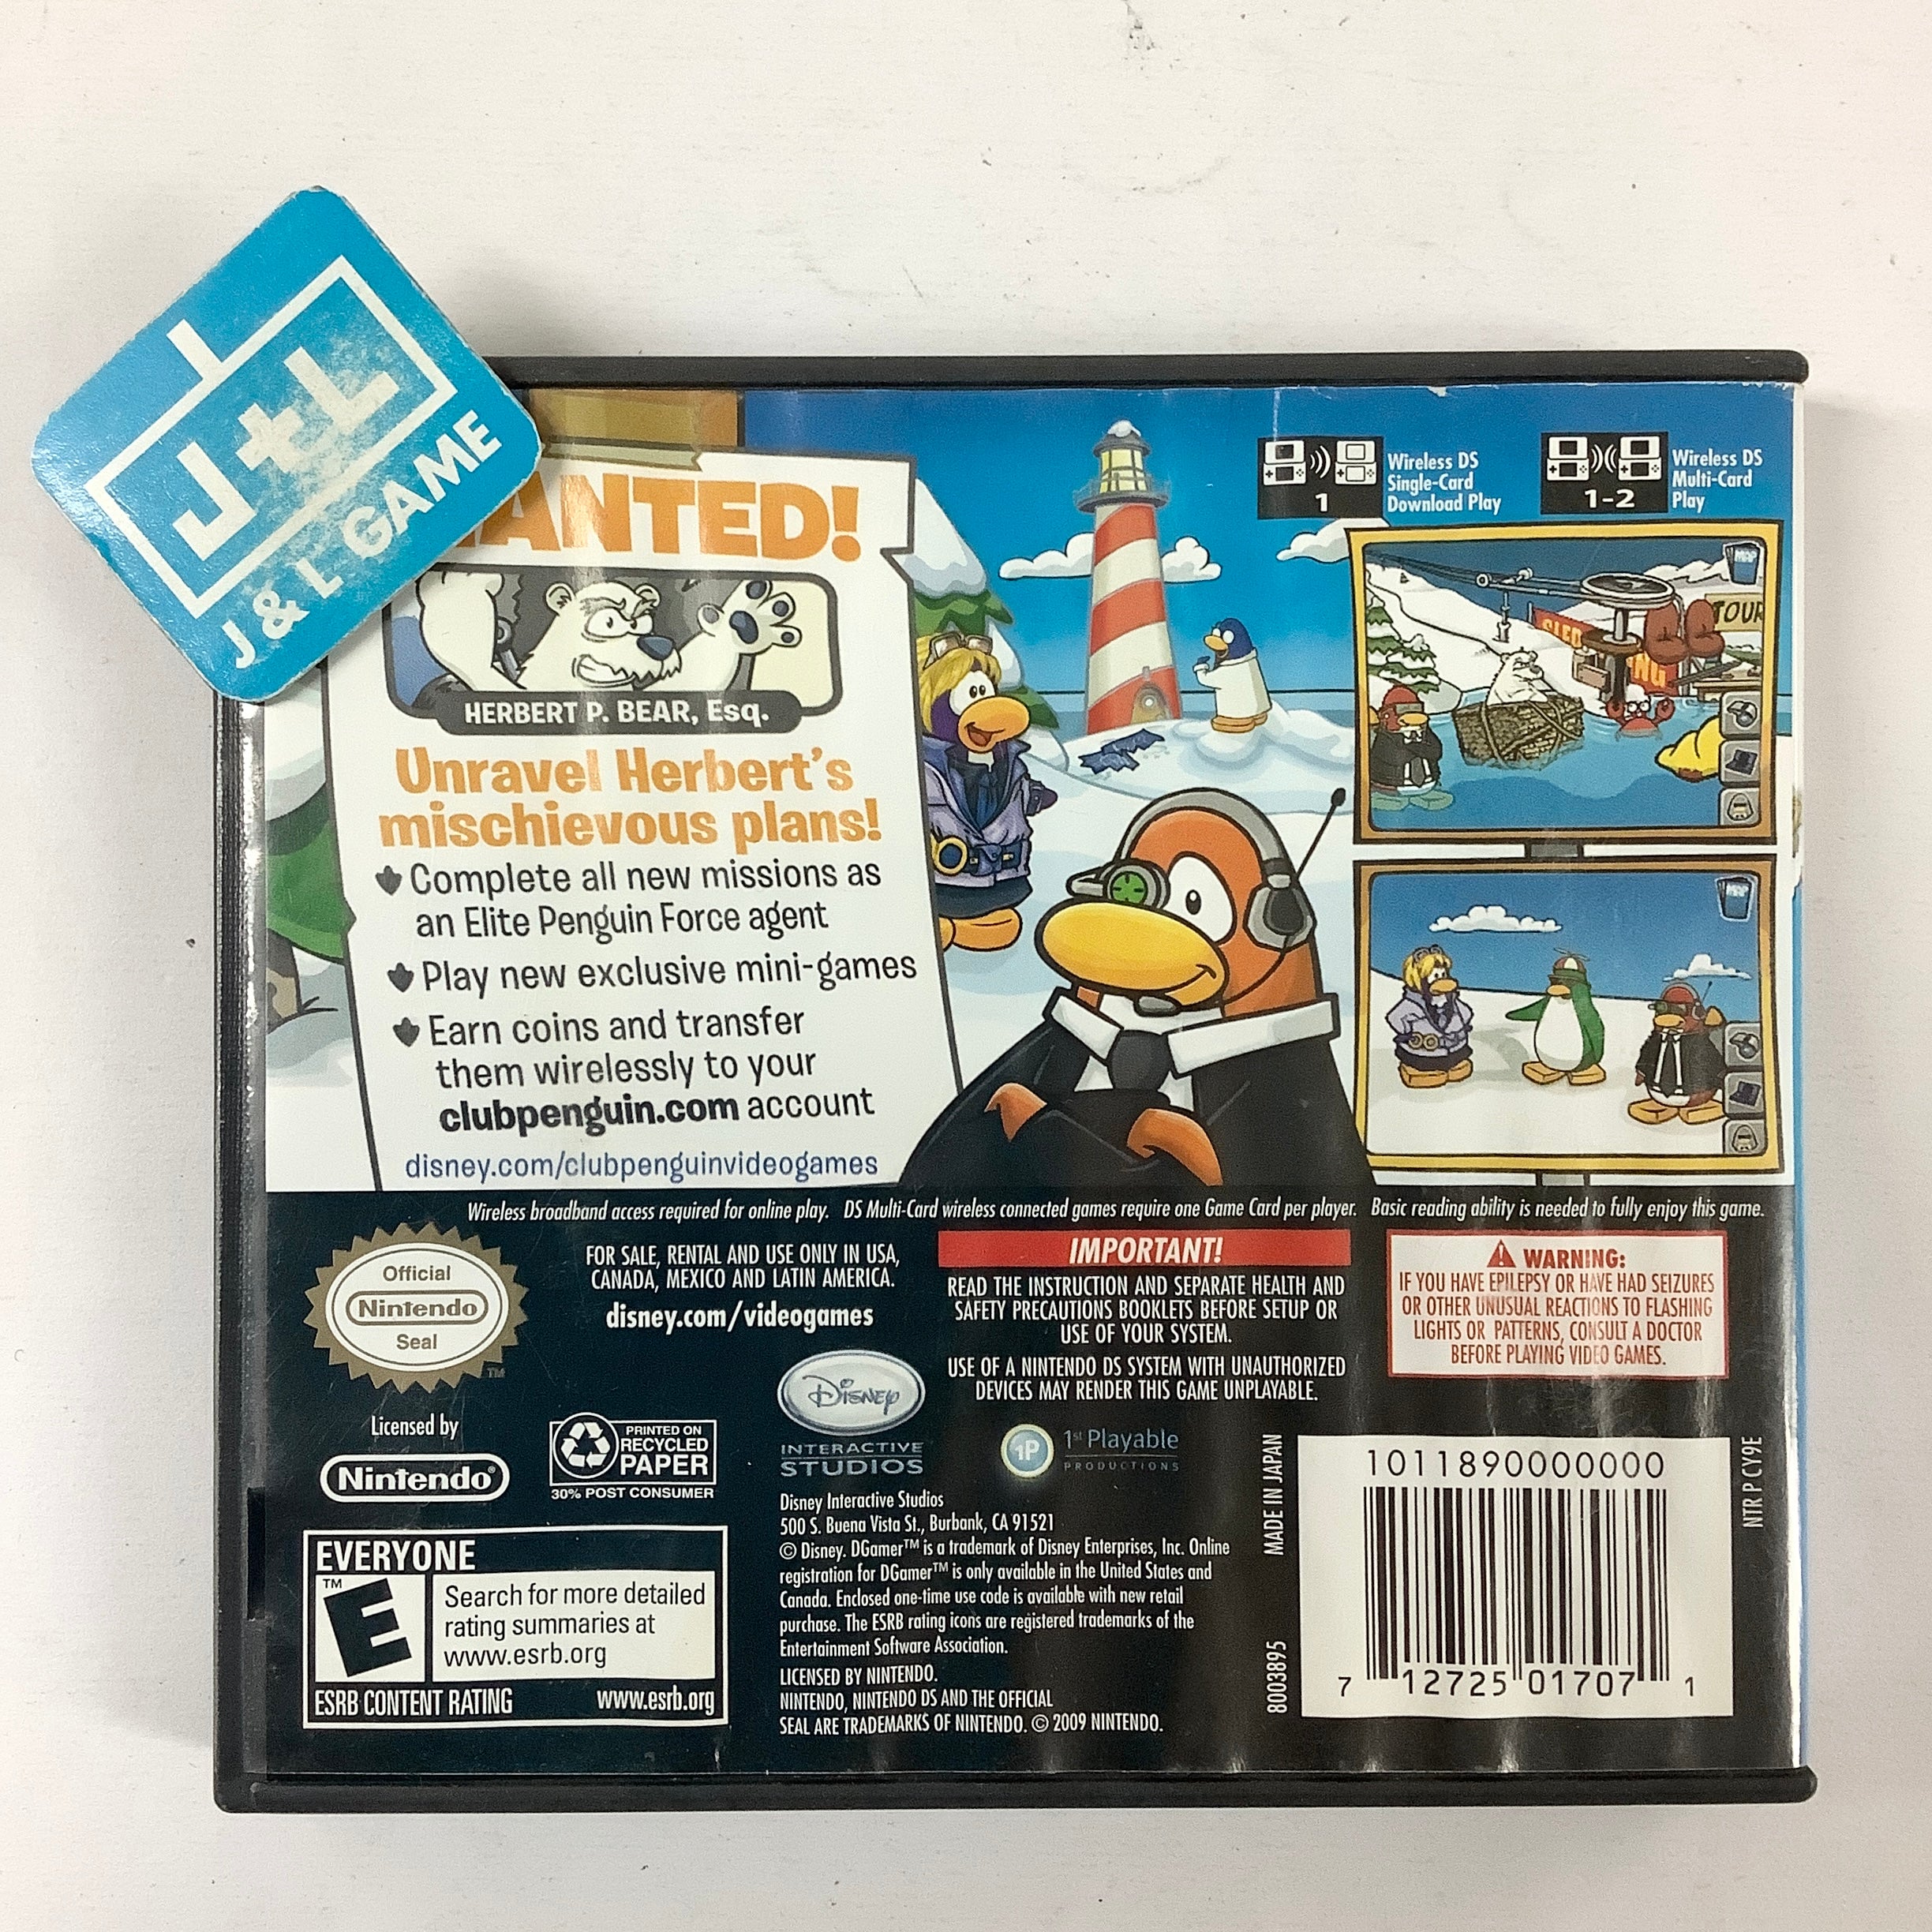 J+L
J & L GAME
ANTED!
HERBERT P. BEAR, Esq.
Unravel Herbert's
mischievous plans!
Complete all new missions as
an Elite Penguin Force agent
Play new exclusive mini-games
Earn coins and transfer
them wirelessly to your
clubpenguin.com account
disney.com/clubpenguinvideogames
1
Wireless DS
Single-Card
Download Play
1-2
Wireless DS
Multi-Card
Play
MAP
TOUR
SLED
MAP
Wireless broadband access required for online play. DS Multi-Card wireless connected games require one Game Card per player. Basic reading ability is needed to fully enjoy this game.
Official
Nintendo
Seal
TM
FOR SALE, RENTAL AND USE ONLY IN USA,
CANADA, MEXICO AND LATIN AMERICA.
disney.com/videogames
IMPORTANT!
READ THE INSTRUCTION AND SEPARATE HEALTH AND
SAFETY PRECAUTIONS BOOKLETS BEFORE SETUP OR
USE OF YOUR SYSTEM.
USE OF A NINTENDO DS SYSTEM WITH UNAUTHORIZED
DEVICES MAY RENDER THIS GAME UNPLAYABLE.
WARNING:
IF YOU HAVE EPILEPSY OR HAVE HAD SEIZURES
OR OTHER UNUSUAL REACTIONS TO FLASHING
LIGHTS OR PATTERNS, CONSULT A DOCTOR
BEFORE PLAYING VIDEO GAMES.
Licensed by
Nintendo®
PRINTED ON
RECYCLED
PAPER
30% POST CONSUMER
Disney
INTERACTIVE
STUDIOS
1P
1st Playable
PRODUCTIONS
Disney Interactive Studios
500 S. Buena Vista St., Burbank, CA 91521
© Disney. DGamer™ is a trademark of Disney Enterprises, Inc. Online
registration for DGamer™ is only available in the United States and
Canada. Enclosed one-time use code is available with new retail
purchase. The ESRB rating icons are registered trademarks of the
Entertainment Software Association.
LICENSED BY NINTENDO.
NINTENDO, NINTENDO DS AND THE OFFICIAL
SEAL ARE TRADEMARKS OF NINTENDO. © 2009 NINTENDO.
EVERYONE
™
E
Search for more detailed
rating summaries at
www.esrb.org
ESRB CONTENT RATING www.esrb.org
MADE IN JAPAN
8003895
1011890000000
7 12725 01707 1
NTR P CY9E